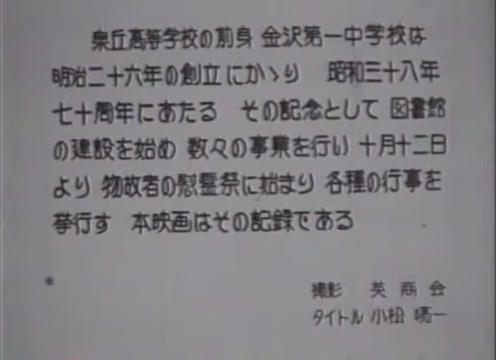 泉丘高等学校の前身 金沢第一中学校は
明治二十六年の創立にかゝり 昭和三十八年
七十周年にあたる その記念として 図書館
の建設を始め 数々の事業を行い 十月十二日
より 物故者の慰霊祭に始まり 各種の行事を
挙行す 本映画はその記録である
*
撮影 英商会
タイトル 小松 喨一